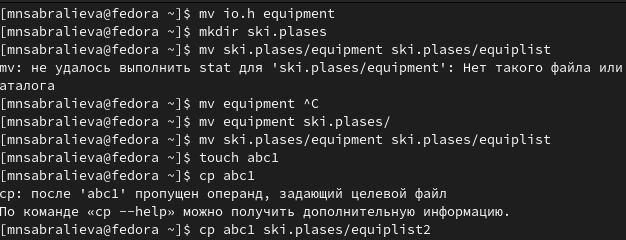 [mnsabralieva@fedora ~]$ mv io.h equipment
[mnsabralieva@fedora ~]$ mkdir ski.plases
[mnsabralieva@fedora ~]$ mv ski.plases/equipment ski.plases/equiplist
mv: не удалось выполнить stat для 'ski.plases/equipment': Нет такого файла или
аталога
[mnsabralieva@fedora ~]$ mv equipment ^C
[mnsabralieva@fedora ~]$ mv equipment ski.plases/
[mnsabralieva@fedora ~]$ mv ski.plases/equipment ski.plases/equiplist
[mnsabralieva@fedora ~]$ touch abc1
[mnsabralieva@fedora ~]$ cp abc1
cp: после 'abc1' пропущен операнд, задающий целевой файл
По команде «cp --help» можно получить дополнительную информацию.
[mnsabralieva@fedora ~]$ cp abc1 ski.plases/equiplist2